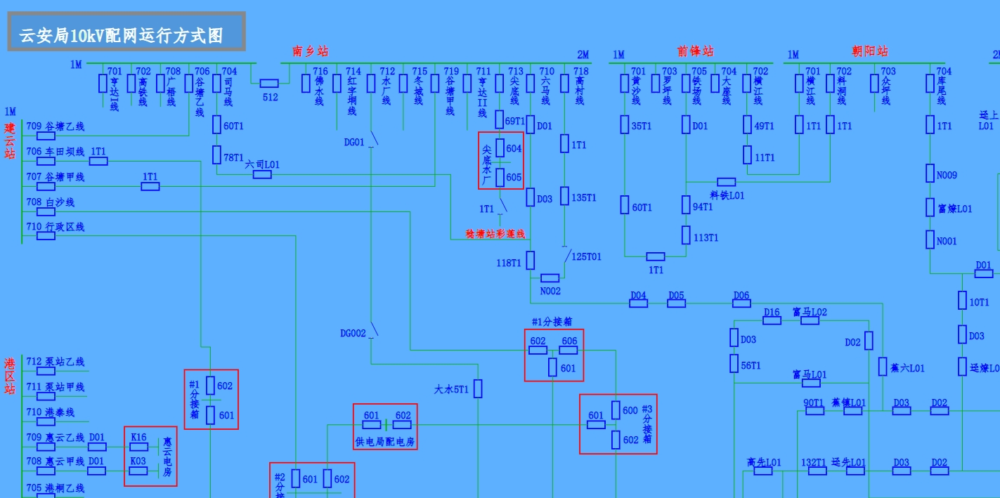 云安局10kV配网运行方式图
南乡站
前锋站
朝阳站
1M
2M
1M
1M
701 亨达I线
702 高铁线
708 广梧线
706 谷塘乙线
704 司马线
512
716 佛水线
714 红字垌线
712 水厂线
715 冬城线
719 谷塘甲线
711 亨达II线
713 尖底线
710 六马线
718 高村线
701 黄沙线
703 罗坪线
705 铁场线
704 大座线
702 横江线
701 横江线
702 料洞线
703 众坪线
704 库尾线
1M
建云站
709 谷塘乙线
706 车田坝线
1T1
707 谷塘甲线
1T1
708 白沙线
710 行政区线
60T1
78T1
六司L01
DG01
69T1
尖底水厂
604
605
1T1
稔塘站彩莲线
D01
D03
118T1
1T1
135T1
125T01
N002
35T1
60T1
D01
94T1
113T1
1T1
49T1
11T1
料铁L01
1T1
1T1
1T1
N009
富燎L01
N001
D01
L01
10T1
D03
DG002
D04
D05
D06
#1分接箱
602
606
601
D16
富马L02
D03
56T1
D02
富马L01
蕉六L01
港区站
712 泵站乙线
711 泵站甲线
710 港泰线
709 惠云乙线
D01
K16
708 惠云甲线
D01
K03
惠云电房
705 港桐乙线
#1分接箱
602
601
大水5T1
601
602
供电局配电房
601
600
602
#3分接箱
90T1
蕉镇L01
D03
D02
#2分接
601
602
高先L01
132T1
D03
D02